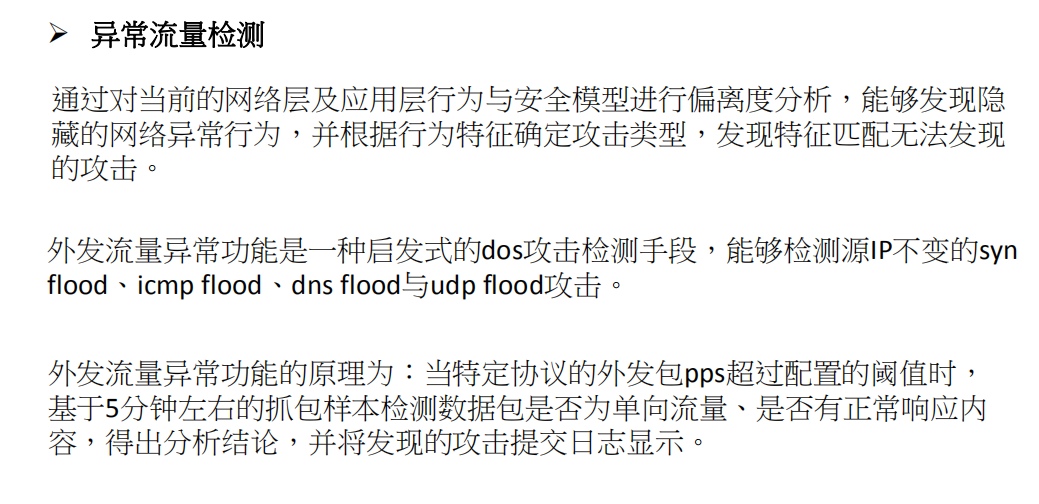 ➢ 异常流量检测
通过对当前的网络层及应用层行为与安全模型进行偏离度分析，能够发现隐
藏的网络异常行为，并根据行为特征确定攻击类型，发现特征匹配无法发现
的攻击。
外发流量异常功能是一种启发式的dos攻击检测手段，能够检测源IP不变的syn
flood、icmp flood、dns flood与udp flood攻击。
外发流量异常功能的原理为：当特定协议的外发包pps超过配置的阈值时，
基于5分钟左右的抓包样本检测数据包是否为单向流量、是否有正常响应内
容，得出分析结论，并将发现的攻击提交日志显示。